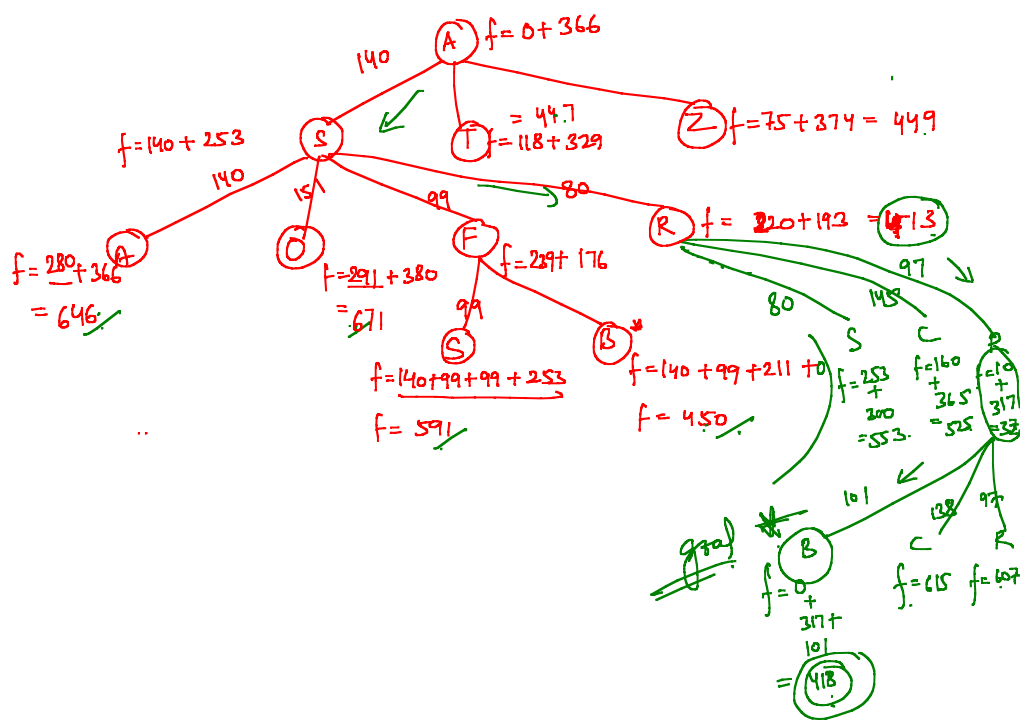 A f=0+366
140
S f=140+253
T = 447
f=118+329
Z f=75+374 = 449
140
151
99
80
A f=280+366
= 646
O f=291+380
= 671
F f=239+176
R f= 220+193 = 413
99
S
f=140+99+99+253
f= 591
B
f=140+99+211+0
f= 450
80
145
97
S
f=253
+
300
=553.
C
f=160
+
365
= 525
R
+
317
101
138
97
goal
B
f=0
+
317+
101
= 418
C
f=615
R
f=607